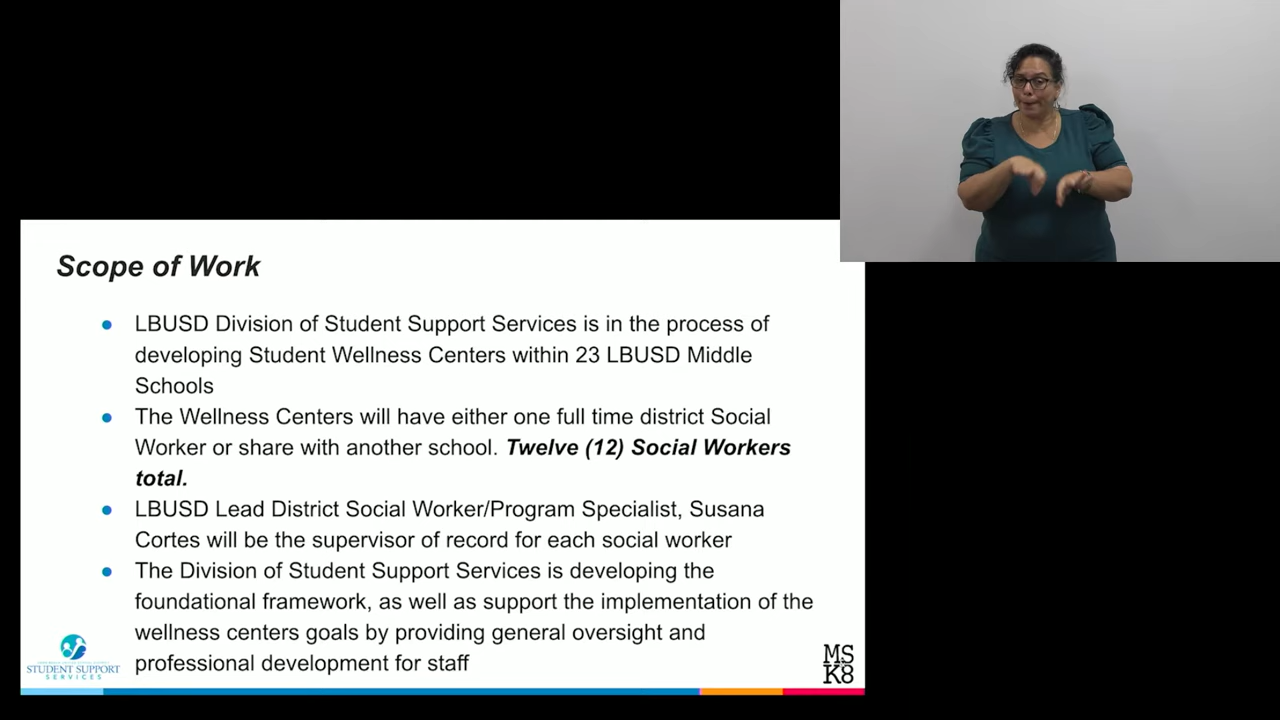 Scope of Work
● LBUSD Division of Student Support Services is in the process of
developing Student Wellness Centers within 23 LBUSD Middle
Schools
● The Wellness Centers will have either one full time district Social
Worker or share with another school. Twelve (12) Social Workers
total.
● LBUSD Lead District Social Worker/Program Specialist, Susana
Cortes will be the supervisor of record for each social worker
● The Division of Student Support Services is developing the
foundational framework, as well as support the implementation of the
wellness centers goals by providing general oversight and
professional development for staff
STUDENT SUPPORT
SERVICES
MS
K8